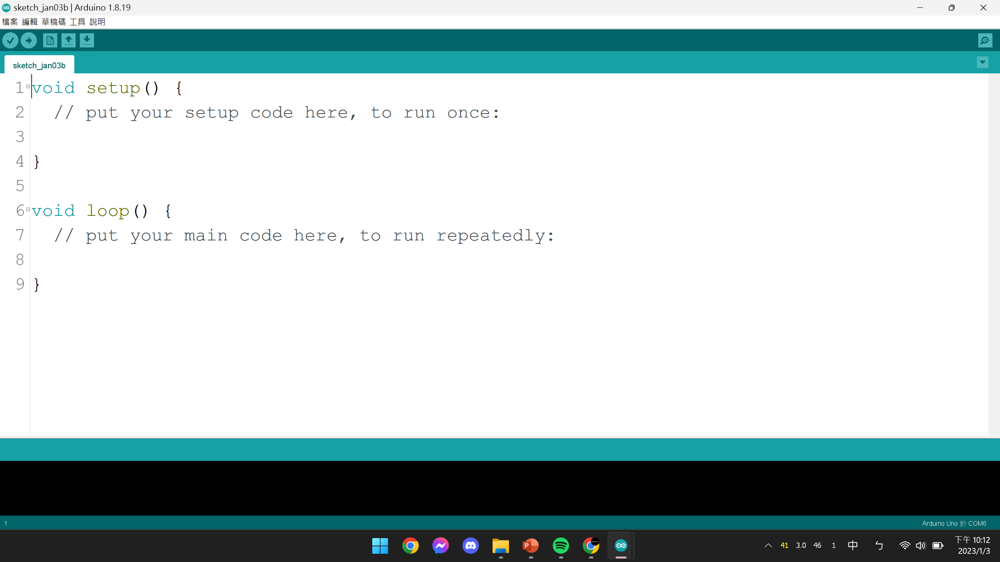 sketch_jan03b | Arduino 1.8.19
檔案 編輯 草稿碼 工具 說明
sketch_jan03b
1 void setup() {
2   // put your setup code here, to run once:
3
4 }
5
6 void loop() {
7   // put your main code here, to run repeatedly:
8
9 }
1
Arduino Uno 於 COM6
P
41 3.0 46 1 中 ㄅ
下午 10:12
2023/1/3